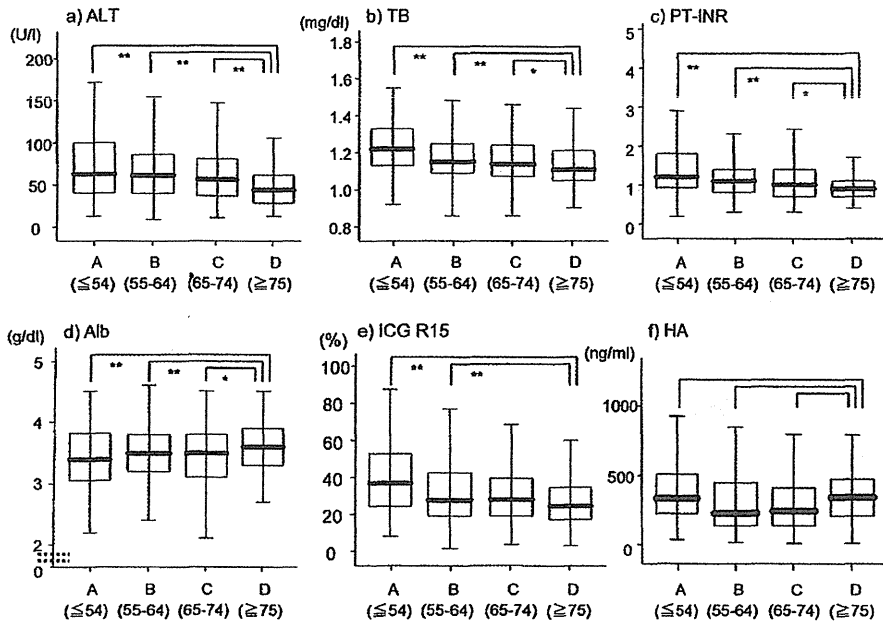 a) ALT
(U/l)
200
150
100
50
0
** ** **
A B C D
(≦54) (55-64) (65-74) (≧75)
b) TB
(mg/dl)
1.8
1.6
1.4
1.2
1.0
0.8
** ** *
A B C D
(≦54) (55-64) (65-74) (≧75)
c) PT-INR
5
4
3
2
1
0
** ** *
A B C D
(≦54) (55-64) (65-74) (≧75)
d) Alb
(g/dl)
5
4
3
2
0
** ** *
A B C D
(≦54) (55-64) (65-74) (≧75)
e) ICG R15
(%)
100
80
60
40
20
0
** **
A B C D
(≦54) (55-64) (65-74) (≧75)
f) HA
(ng/ml)
1000
500
0
A B C D
(≦54) (55-64) (65-74) (≧75)